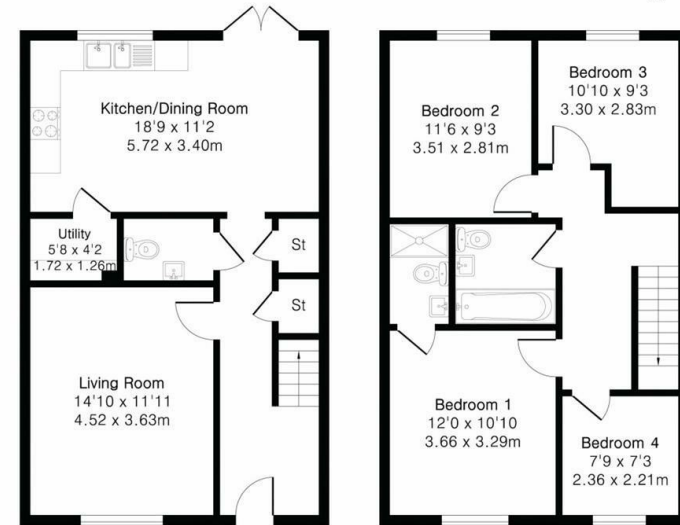 Kitchen/Dining Room
18'9 x 11'2
5.72 x 3.40m
Utility
5'8 x 4'2
1.72 x 1.26m
St
St
Living Room
14'10 x 11'11
4.52 x 3.63m
Bedroom 2
11'6 x 9'3
3.51 x 2.81m
Bedroom 3
10'10 x 9'3
3.30 x 2.83m
Bedroom 1
12'0 x 10'10
3.66 x 3.29m
Bedroom 4
7'9 x 7'3
2.36 x 2.21m